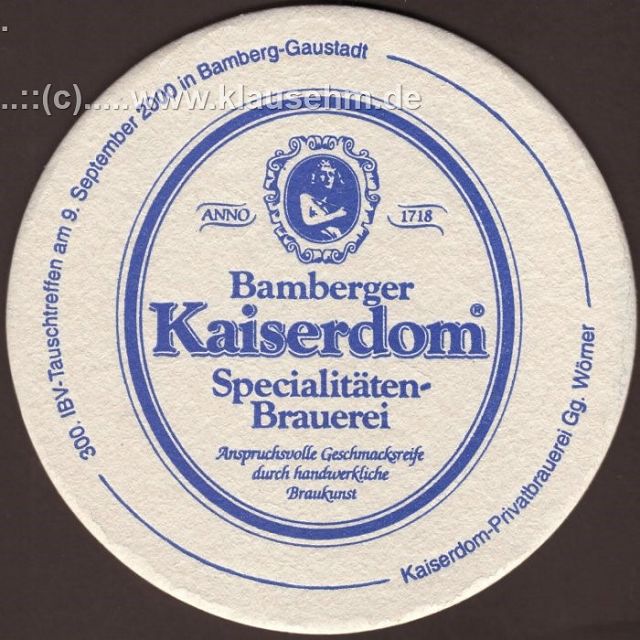 ..::(c).....www.klausehm.de
300. IBV-Tauschtreffen am 9. September 2000 in Bamberg-Gaustadt
ANNO 1718
Bamberger
Kaiserdom®
Specialitäten-
Brauerei
Anspruchsvolle Geschmacksreife
durch handwerkliche
Braukunst
Kaiserdom-Privatbrauerei Gg. Wörner